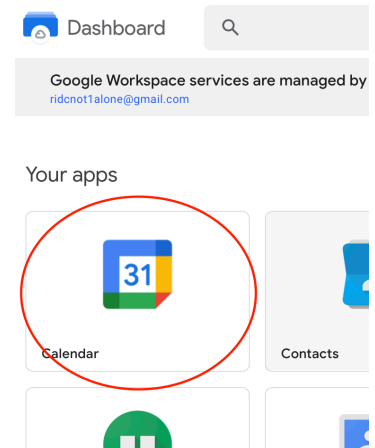 Dashboard
Google Workspace services are managed by
ridcnot1alone@gmail.com
Your apps
31
Calendar
Contacts